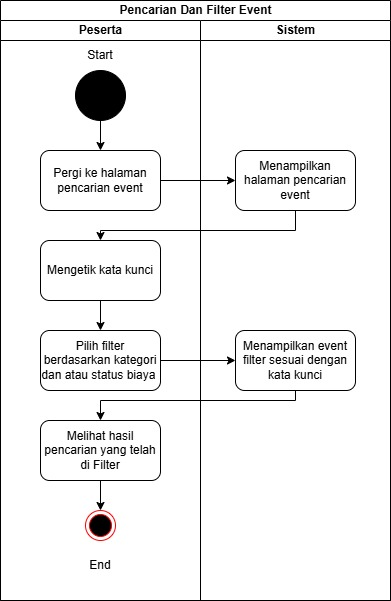 Pencarian Dan Filter Event
Peserta
Sistem
Start
Pergi ke halaman
pencarian event
Menampilkan
halaman pencarian
event
Mengetik kata kunci
Pilih filter
berdasarkan kategori
dan atau status biaya
Menampilkan event
filter sesuai dengan
kata kunci
Melihat hasil
pencarian yang telah
di Filter
End